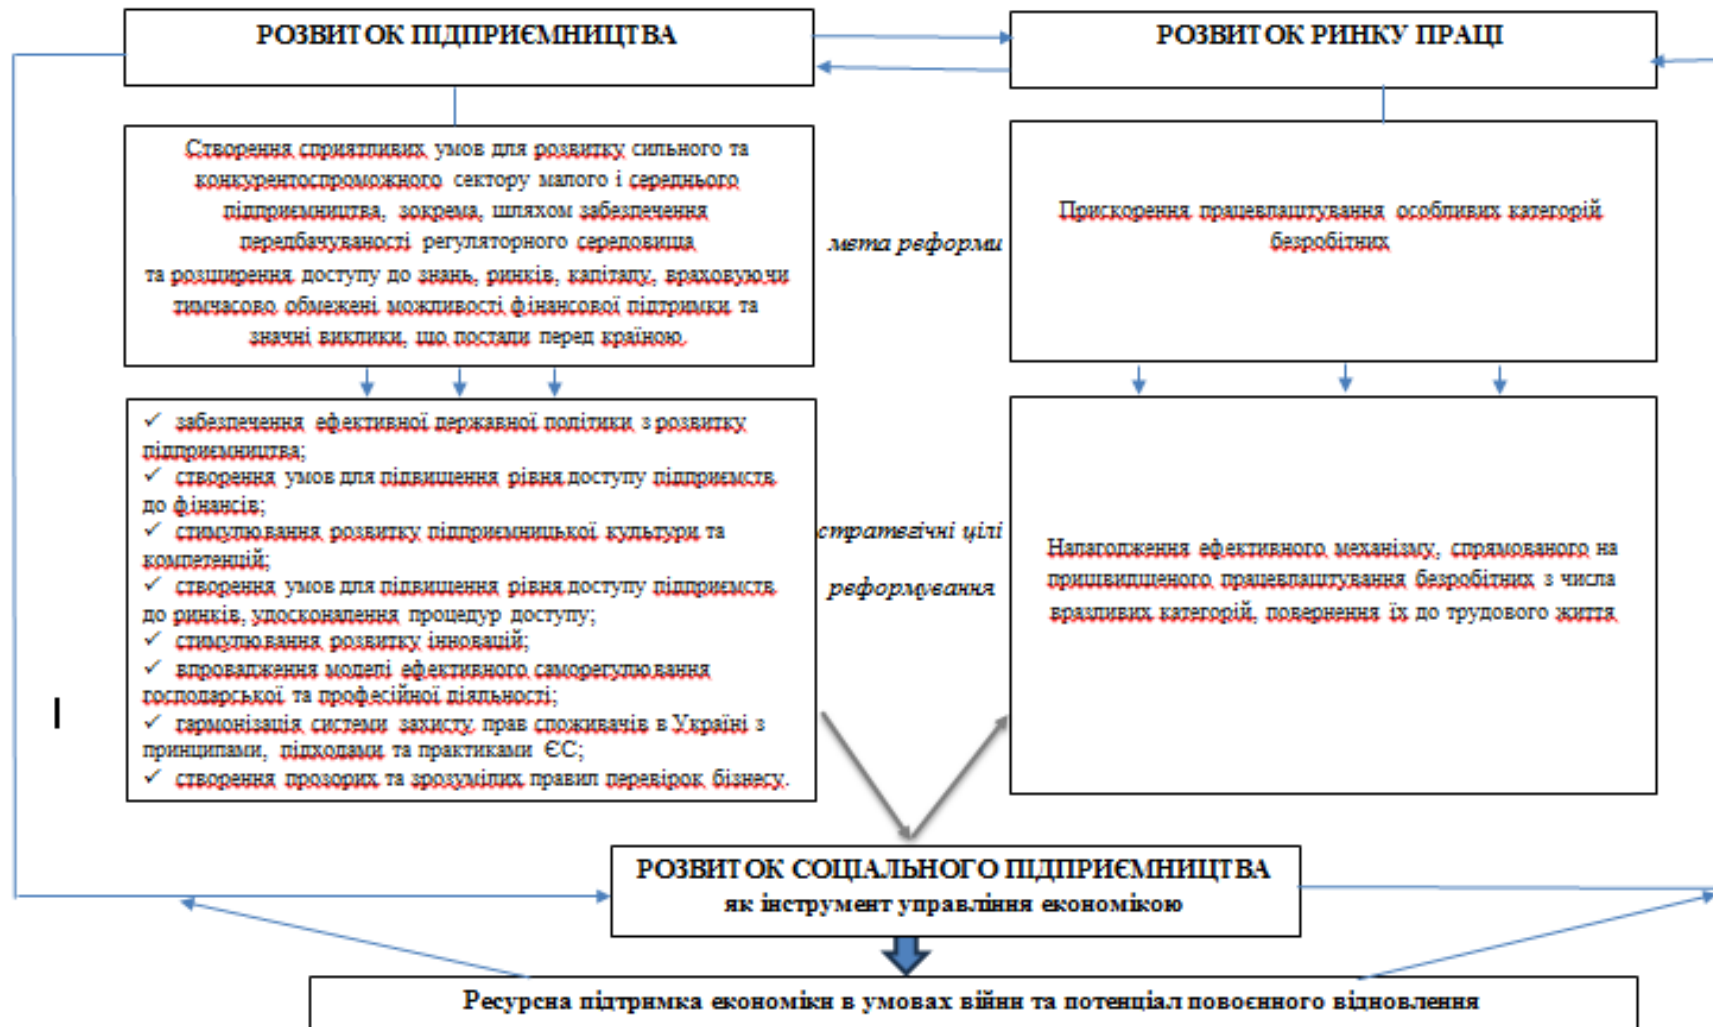 РОЗВИТОК ПІДПРИЄМНИЦТВА
РОЗВИТОК РИНКУ ПРАЦІ
Створення сприятливих умов для розвитку сильного та
конкурентоспроможного сектору малого і середнього
підприємництва, зокрема, шляхом забезпечення
передбачуваності регуляторного середовища
та розширення доступу до знань, ринків, капіталу, враховуючи
тимчасово обмежені можливості фінансової підтримки та
значні виклики, що постали перед країною.
мета реформи
Прискорення працевлаштування особливих категорій
безробітних
✓ забезпечення ефективної державної політики з розвитку
підприємництва;
✓ створення умов для підвищення рівня доступу підприємств
до фінансів;
✓ стимулювання розвитку підприємницької культури та
компетенцій;
✓ створення умов для підвищення рівня доступу підприємств
до ринків, удосконалення процедур доступу;
✓ стимулювання розвитку інновацій;
✓ впровадження моделі ефективного саморегулювання
господарської та професійної діяльності;
✓ гармонізація системи захисту прав споживачів в Україні з
принципами, підходами та практиками ЄС;
✓ створення прозорих та зрозумілих правил перевірок бізнесу.
стратегічні цілі
реформування
Налагодження ефективного механізму, спрямованого на
пришвидшеного працевлаштування безробітних з числа
вразливих категорій, повернення їх до трудового життя
РОЗВИТОК СОЦІАЛЬНОГО ПІДПРИЄМНИЦТВА
як інструмент управління економікою
Ресурсна підтримка економіки в умовах війни та потенціал повоєнного відновлення